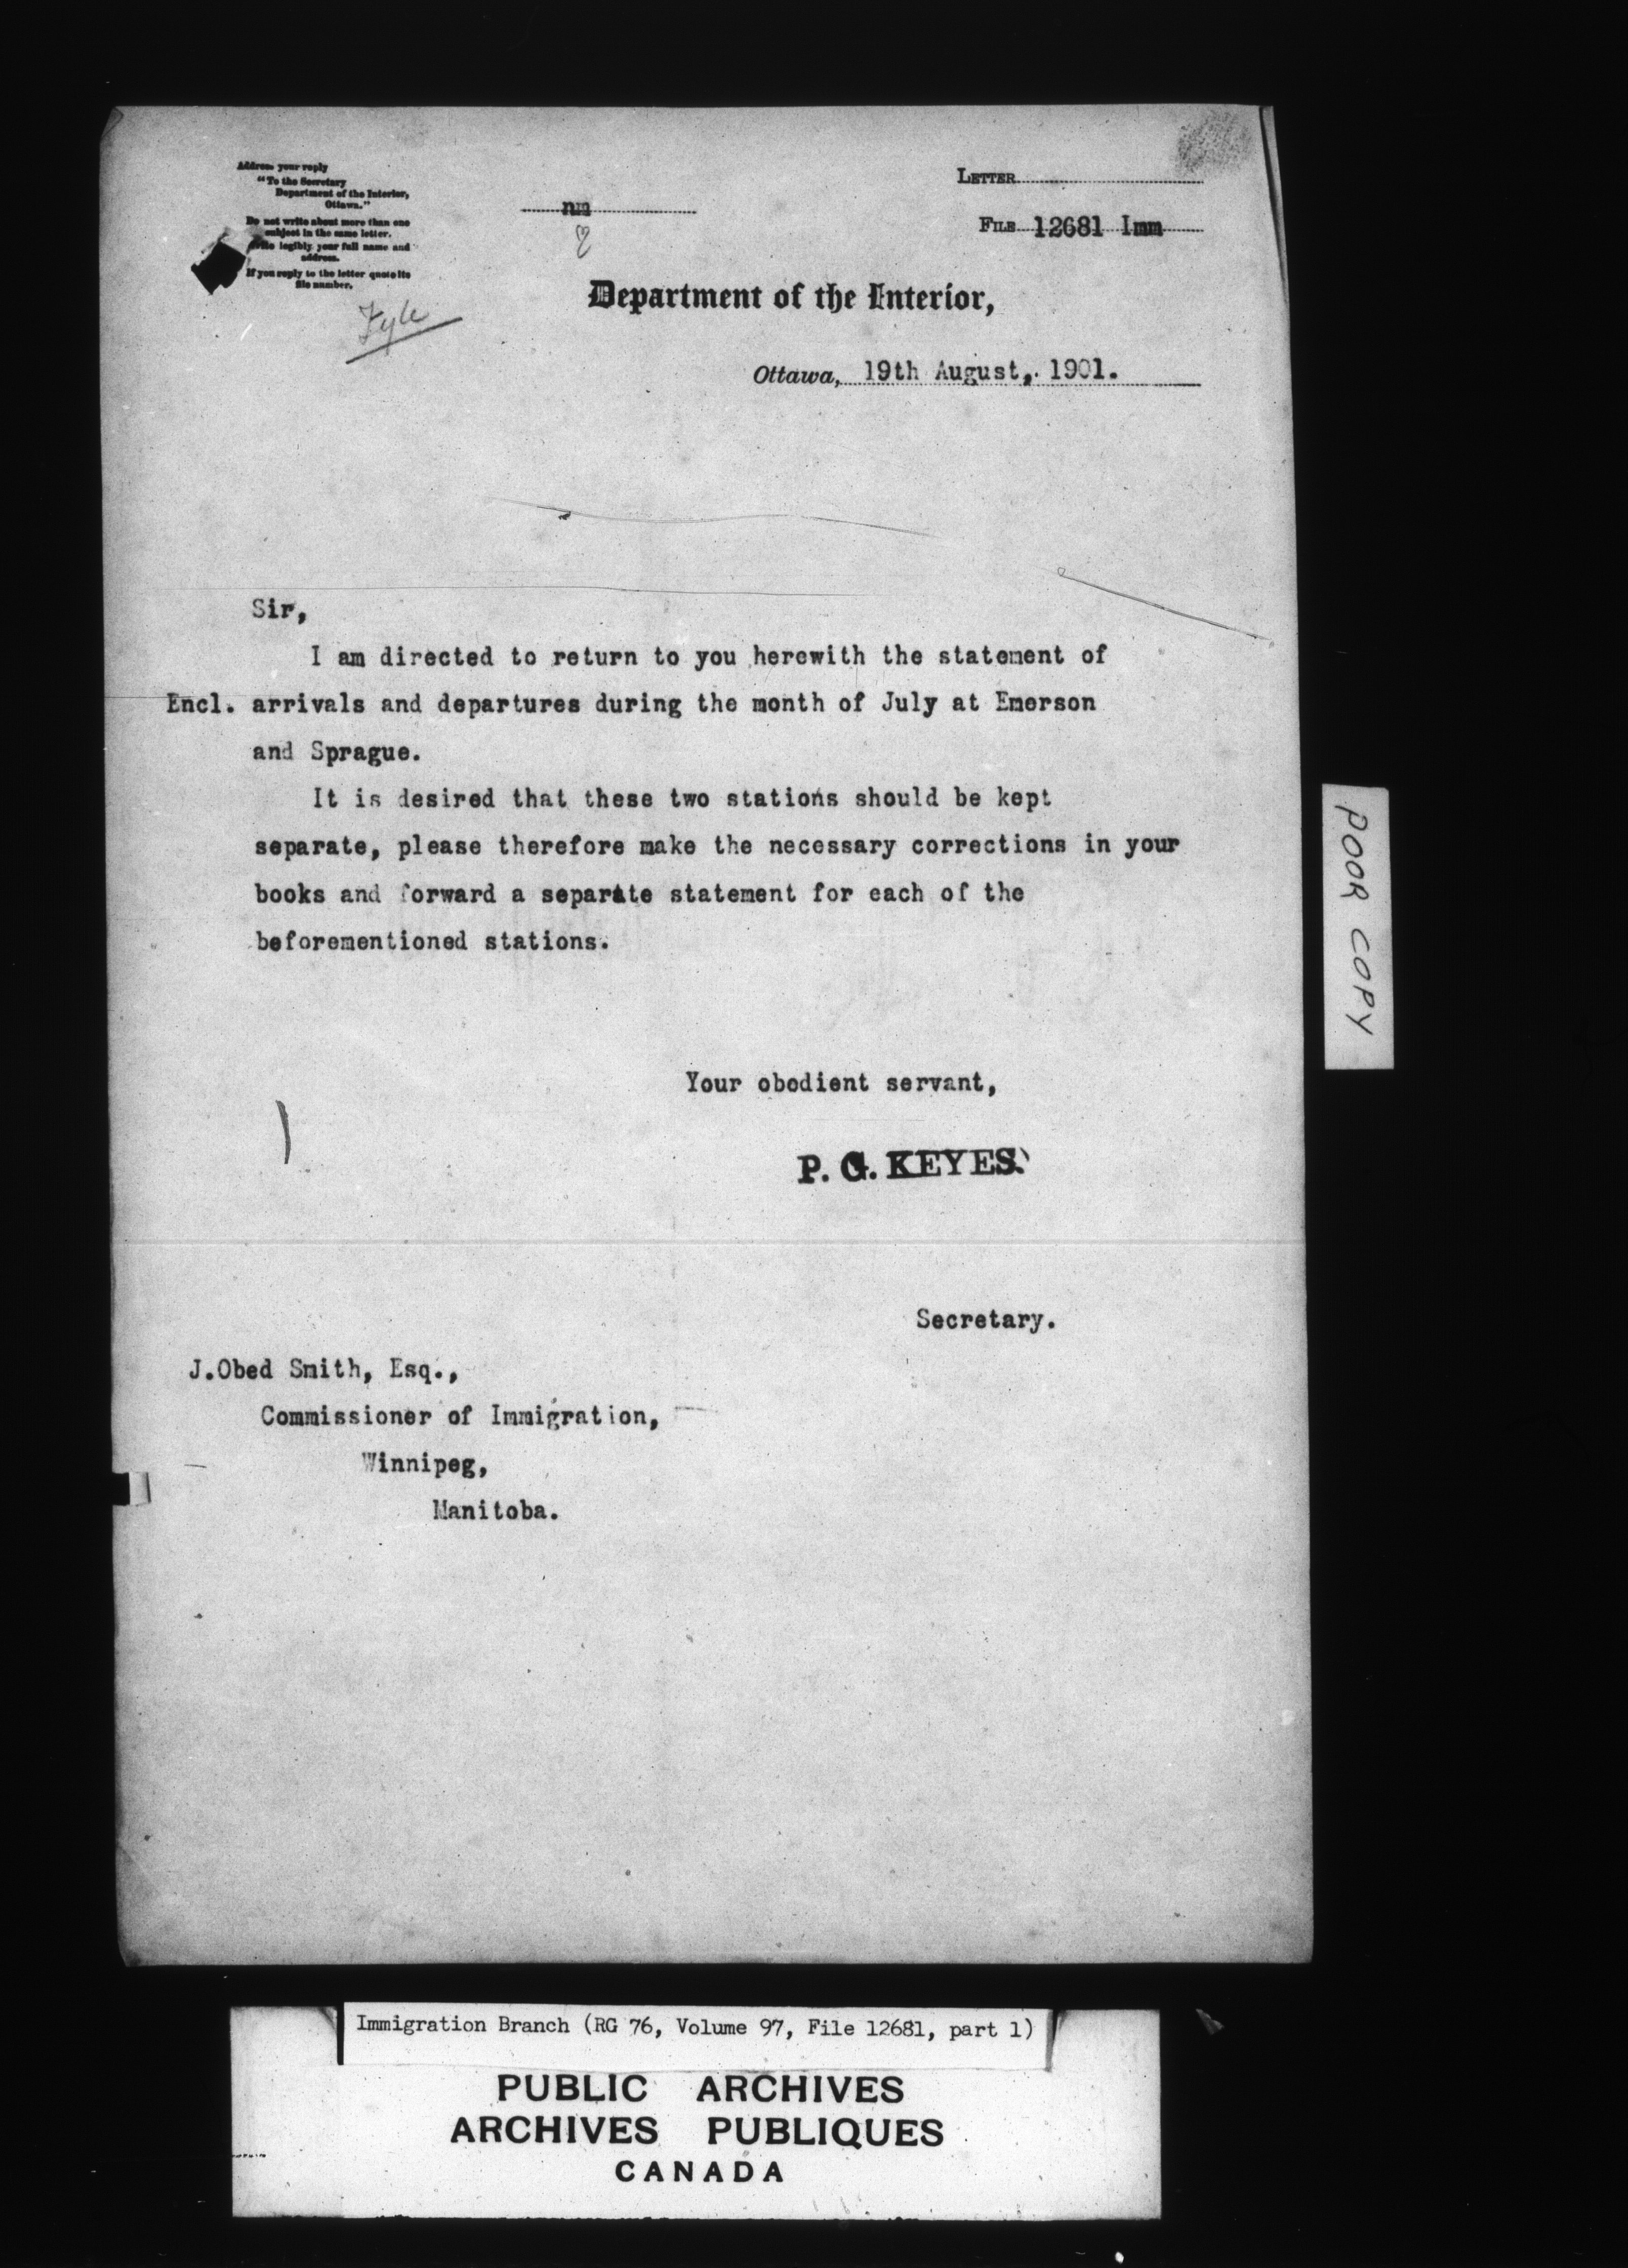 Address your reply
"To the Secretary
Department of the Interior,
Ottawa."
Do not write about more than one
subject in the same letter.
Write legibly your full name and
address.
If you reply to the letter quote its
file number.
Fyle
nm
LETTER
FILE 12681 Imm
Department of the Interior,
Ottawa, 19th August, 1901.
Sir,
I am directed to return to you herewith the statement of
Encl. arrivals and departures during the month of July at Emerson
and Sprague.
It is desired that these two stations should be kept
separate, please therefore make the necessary corrections in your
books and forward a separate statement for each of the
beforementioned stations.
Your obedient servant,
P. G. KEYES.
Secretary.
J.Obed Smith, Esq.,
Commissioner of Immigration,
Winnipeg,
Manitoba.
POOR COPY
Immigration Branch (RG 76, Volume 97, File 12681, part 1)
PUBLIC ARCHIVES
ARCHIVES PUBLIQUES
CANADA